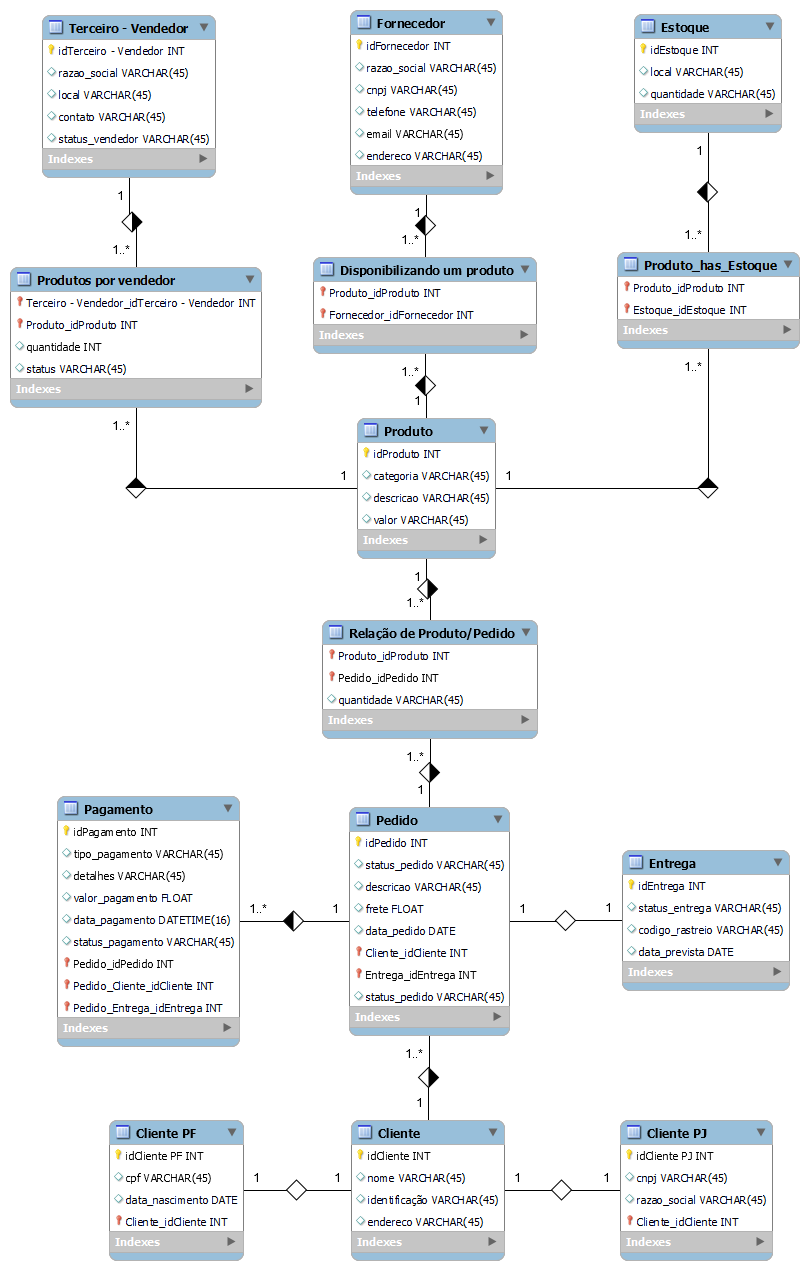 Terceiro - Vendedor
idTerceiro - Vendedor INT
razao_social VARCHAR(45)
local VARCHAR(45)
contato VARCHAR(45)
status_vendedor VARCHAR(45)
Indexes
Fornecedor
idFornecedor INT
razao_social VARCHAR(45)
cnpj VARCHAR(45)
telefone VARCHAR(45)
email VARCHAR(45)
endereco VARCHAR(45)
Indexes
Estoque
idEstoque INT
local VARCHAR(45)
quantidade VARCHAR(45)
Indexes
1
1..*
1
1..*
1
1..*
Produtos por vendedor
Terceiro - Vendedor_idTerceiro - Vendedor INT
Produto_idProduto INT
quantidade INT
status VARCHAR(45)
Indexes
Disponibilizando um produto
Produto_idProduto INT
Fornecedor_idFornecedor INT
Indexes
Produto_has_Estoque
Produto_idProduto INT
Estoque_idEstoque INT
Indexes
1..*
1
1..*
1
1..*
1
Produto
idProduto INT
categoria VARCHAR(45)
descricao VARCHAR(45)
valor VARCHAR(45)
Indexes
1
1..*
Relação de Produto/Pedido
Produto_idProduto INT
Pedido_idPedido INT
quantidade VARCHAR(45)
Indexes
1..*
1
Pagamento
idPagamento INT
tipo_pagamento VARCHAR(45)
detalhes VARCHAR(45)
valor_pagamento FLOAT
data_pagamento DATETIME(16)
status_pagamento VARCHAR(45)
Pedido_idPedido INT
Pedido_Cliente_idCliente INT
Pedido_Entrega_idEntrega INT
Indexes
1..*
1
Pedido
idPedido INT
status_pedido VARCHAR(45)
descricao VARCHAR(45)
frete FLOAT
data_pedido DATE
Cliente_idCliente INT
Entrega_idEntrega INT
status_pedido VARCHAR(45)
Indexes
1
1
Entrega
idEntrega INT
status_entrega VARCHAR(45)
codigo_rastreio VARCHAR(45)
data_prevista DATE
Indexes
1..*
1
Cliente PF
idCliente PF INT
cpf VARCHAR(45)
data_nascimento DATE
Cliente_idCliente INT
Indexes
1
1
Cliente
idCliente INT
nome VARCHAR(45)
identificação VARCHAR(45)
endereco VARCHAR(45)
Indexes
1
1
Cliente PJ
idCliente PJ INT
cnpj VARCHAR(45)
razao_social VARCHAR(45)
Cliente_idCliente INT
Indexes